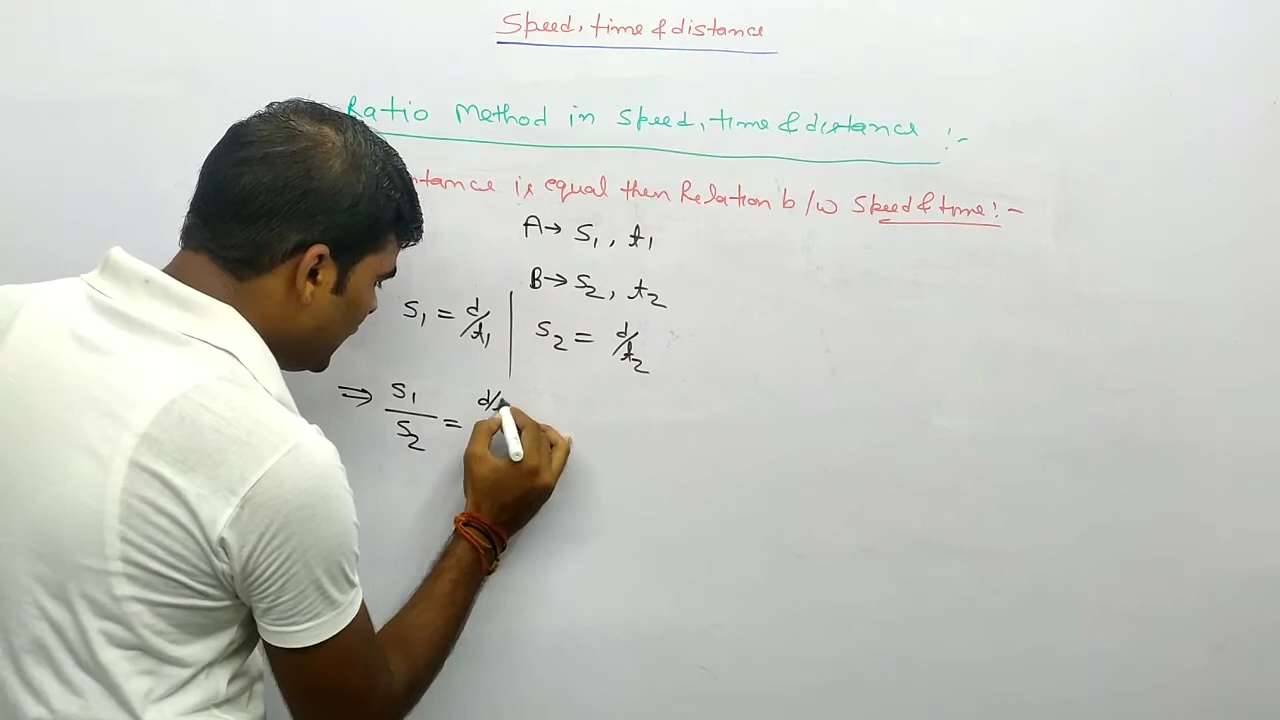 Speed, time & distance
Ratio Method in speed, time & distance :-
is equal then Relation b/w speed & time :-
A → S₁, t₁
B → S₂, t₂
S₁ = d/t₁ | S₂ = d/t₂
⇒ S₁/S₂ = d/